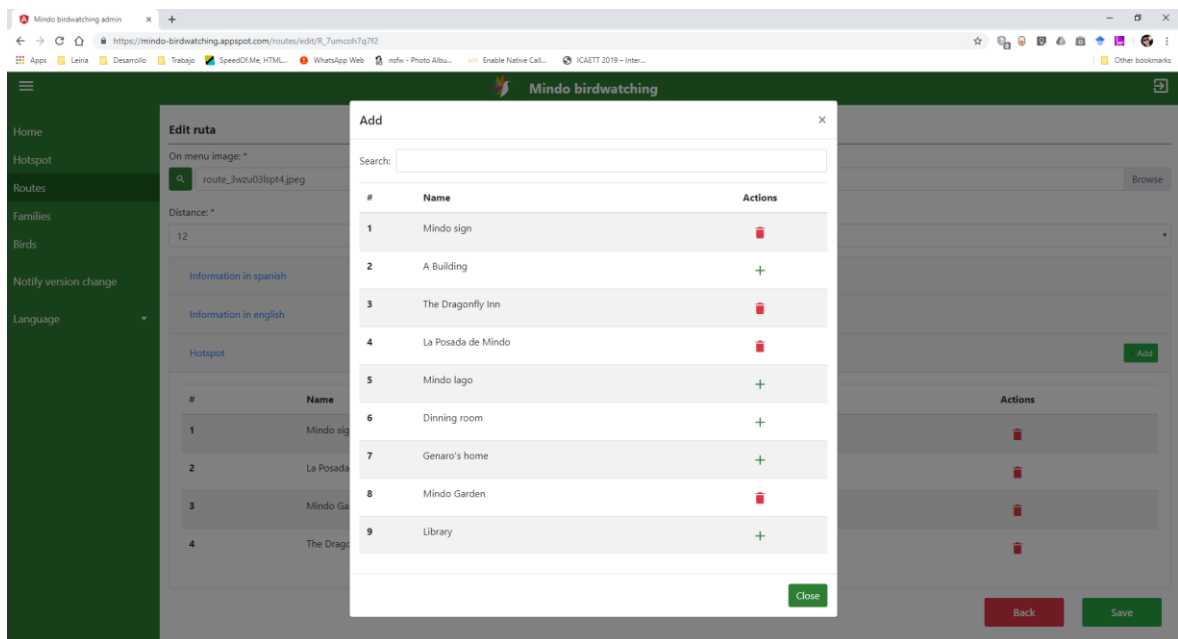 Mindo birdwatching admin
https://mindo-birdwatching.appspot.com/routes/edit/R_7umcoh7q7f2
Apps Leiria Desarrollo Trabajo SpeedOf.Me, HTML... WhatsApp Web nsfw - Photo Albu... Enable Native Call... ICAETT 2019 – Inter... Other bookmarks
Mindo birdwatching
Home
Hotspot
Routes
Families
Birds
Notify version change
Language
Edit ruta
On menu image: *
route_3wzu03lspt4.jpeg
Browse
Distance: *
12
Information in spanish
Information in english
Hotspot
Add
# Name Actions
1 Mindo sig
2 La Posada
3 Mindo Ga
4 The Drago
Back Save
Add ×
Search:
# Name Actions
1 Mindo sign
2 A Building
3 The Dragonfly Inn
4 La Posada de Mindo
5 Mindo lago
6 Dinning room
7 Genaro's home
8 Mindo Garden
9 Library
Close